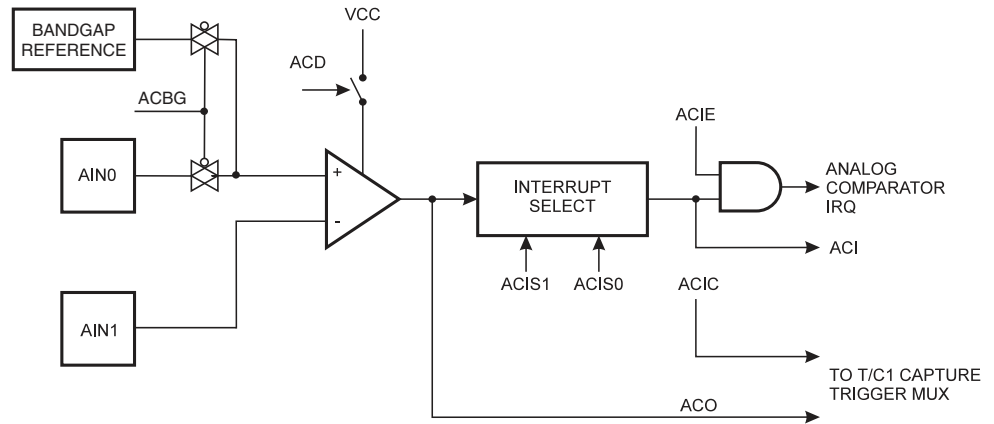 BANDGAP
REFERENCE
VCC
ACD
ACBG
ACIE
AIN0
+
-
INTERRUPT
SELECT
ANALOG
COMPARATOR
IRQ
ACI
ACIS1
ACIS0
ACIC
AIN1
TO T/C1 CAPTURE
TRIGGER MUX
ACO